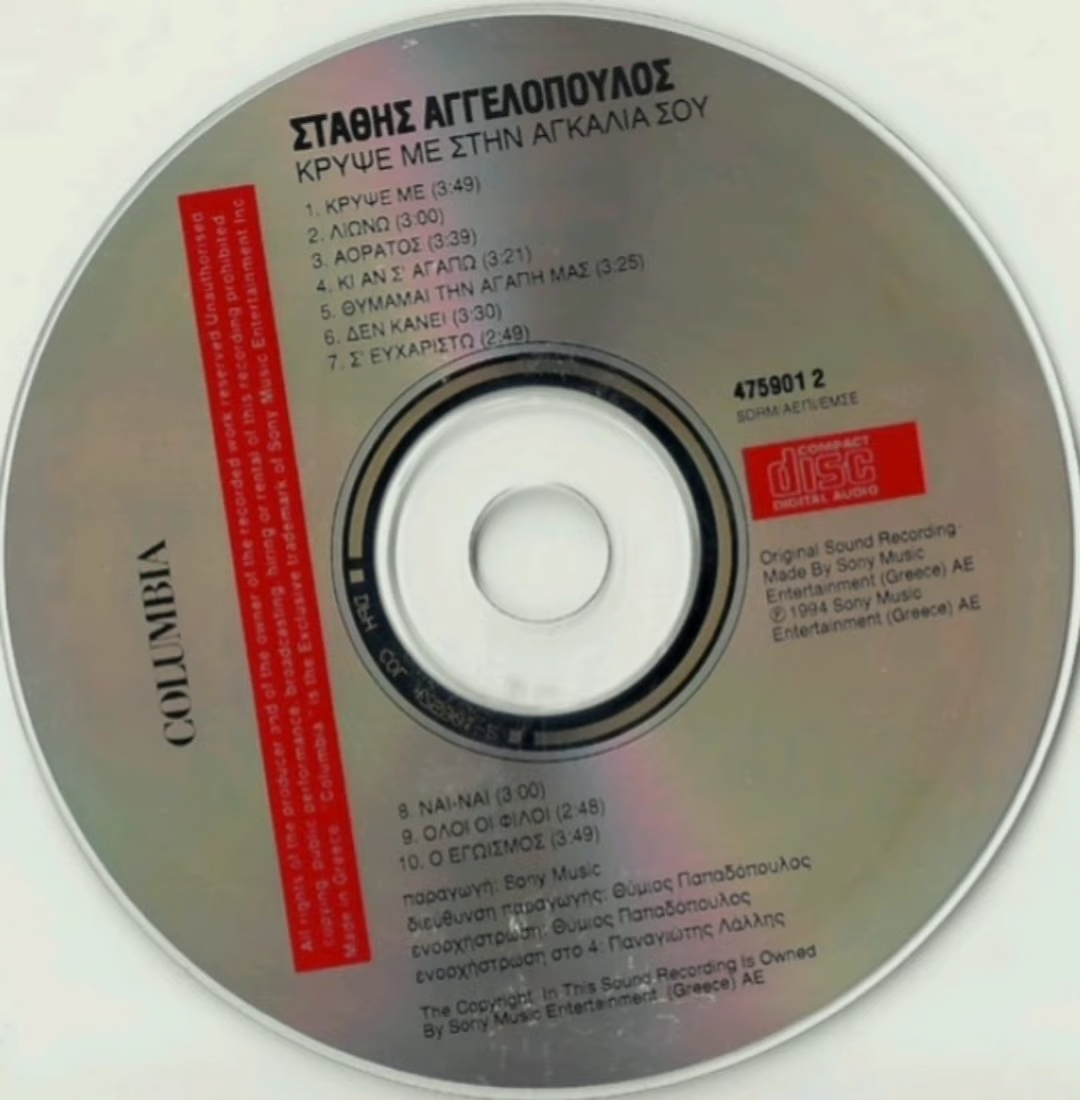 ΣΤΑΘΗΣ ΑΓΓΕΛΟΠΟΥΛΟΣ
ΚΡΥΨΕ ΜΕ ΣΤΗΝ ΑΓΚΑΛΙΑ ΣΟΥ
1. ΚΡΥΨΕ ΜΕ (3:49)
2. ΛΙΩΝΩ (3:00)
3. ΑΟΡΑΤΟΣ (3:39)
4. ΚΙ ΑΝ Σ' ΑΓΑΠΩ (3:21)
5. ΘΥΜΑΜΑΙ ΤΗΝ ΑΓΑΠΗ ΜΑΣ (3:25)
6. ΔΕΝ ΚΑΝΕΙ (3:30)
7. Σ' ΕΥΧΑΡΙΣΤΩ (2:49)
475901 2
SDRM/ΑΕΠΙ/ΕΜΣΕ
COMPACT
disc
DIGITAL AUDIO
Original Sound Recording
Made By Sony Music
Entertainment (Greece) AE
℗ 1994 Sony Music
Entertainment (Greece) AE
COLUMBIA
All rights of the producer and of the owner of the recorded work reserved Unauthorised
copying, public performance, broadcasting, hiring or rental of this recording prohibited
Made in Greece. Columbia is the Exclusive trademark of Sony Music Entertainment Inc
8. ΝΑΙ-ΝΑΙ (3:00)
9. ΟΛΟΙ ΟΙ ΦΙΛΟΙ (2:48)
10. Ο ΕΓΩΙΣΜΟΣ (3:49)
παραγωγή: Sony Music
διεύθυνση παραγωγής: Θύμιος Παπαδόπουλος
ενορχήστρωση: Θύμιος Παπαδόπουλος
ενορχήστρωση στο 4: Παναγιώτης Λάλλης
The Copyright In This Sound Recording Is Owned
By Sony Music Entertainment (Greece) AE